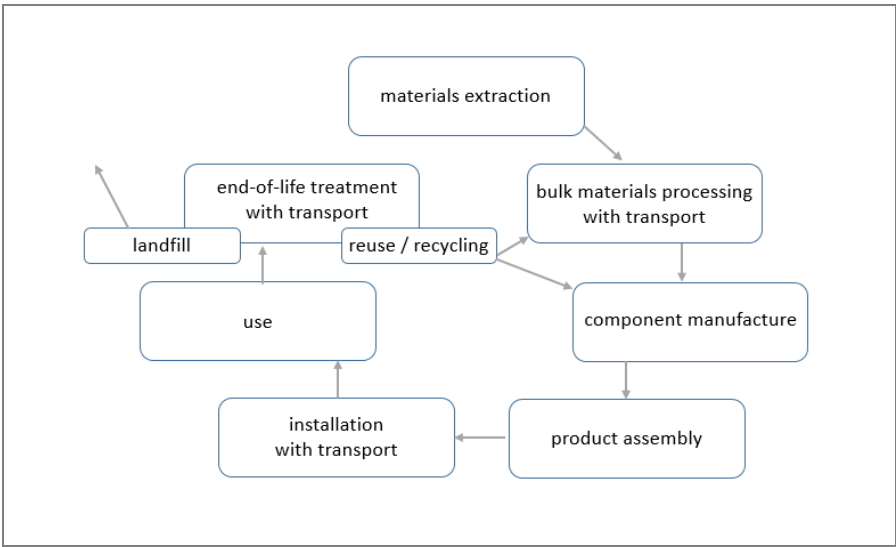 materials extraction
end-of-life treatment
with transport
bulk materials processing
with transport
landfill
reuse / recycling
use
component manufacture
installation
with transport
product assembly